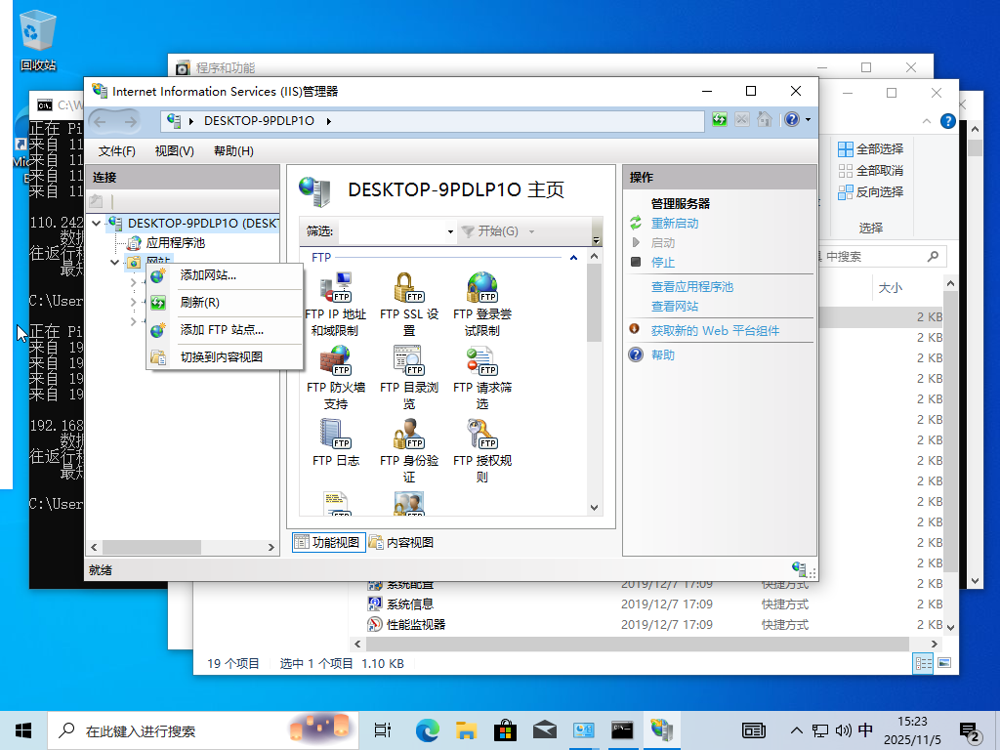 回收站
程序和功能
C:\W
Internet Information Services (IIS)管理器
DESKTOP-9PDLP1O
文件(F)
视图(V)
帮助(H)
连接
DESKTOP-9PDLP1O (DESKT
应用程序池
网站
添加网站...
刷新(R)
添加 FTP 站点...
切换到内容视图
DESKTOP-9PDLP1O 主页
筛选:
开始(G)
FTP
FTP IP 地址和域限制
FTP SSL 设置
FTP 登录尝试限制
FTP 防火墙支持
FTP 目录浏览
FTP 请求筛选
FTP 日志
FTP 身份验证
FTP 授权规则
功能视图
内容视图
就绪
操作
管理服务器
重新启动
启动
停止
查看应用程序池
查看网站
获取新的 Web 平台组件
帮助
正在 Pi
来自 11
来自 11
来自 11
来自 11
110.242
数据
往返行程
最短
C:\User
正在 Pi
来自 19
来自 19
来自 19
来自 19
192.168
数据
往返行程
最短
C:\User
全部选择
全部取消
反向选择
选择
中搜索
大小
2 KB
2 KB
2 KB
2 KB
2 KB
2 KB
2 KB
2 KB
2 KB
2 KB
2 KB
2 KB
2 KB
系统配置 2019/12/7 17:09 快捷方式 2 KB
系统信息 2019/12/7 17:09 快捷方式 2 KB
性能监视器 2019/12/7 17:09 快捷方式 2 KB
19 个项目 选中 1 个项目 1.10 KB
在此键入进行搜索
中
15:23
2025/11/5
2